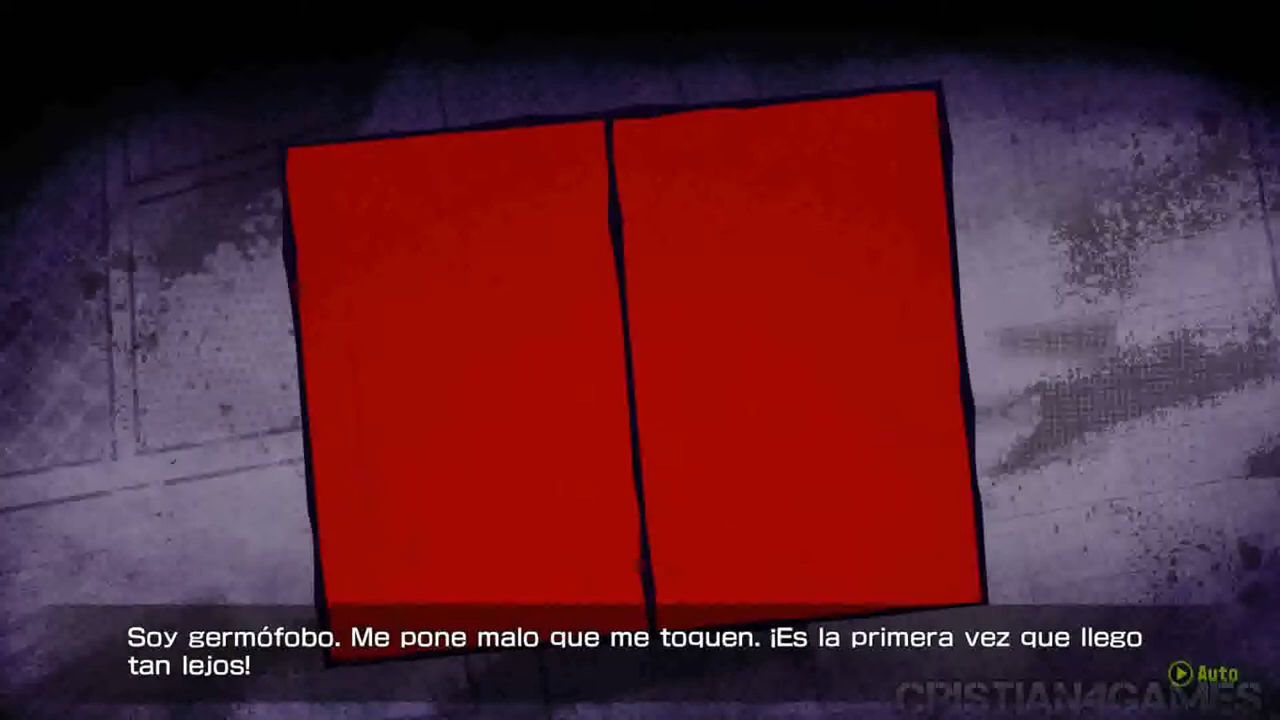 Soy germófobo. Me pone malo que me toquen. ¡Es la primera vez que llego
tan lejos!
Auto
CRISTIAN4GAMES